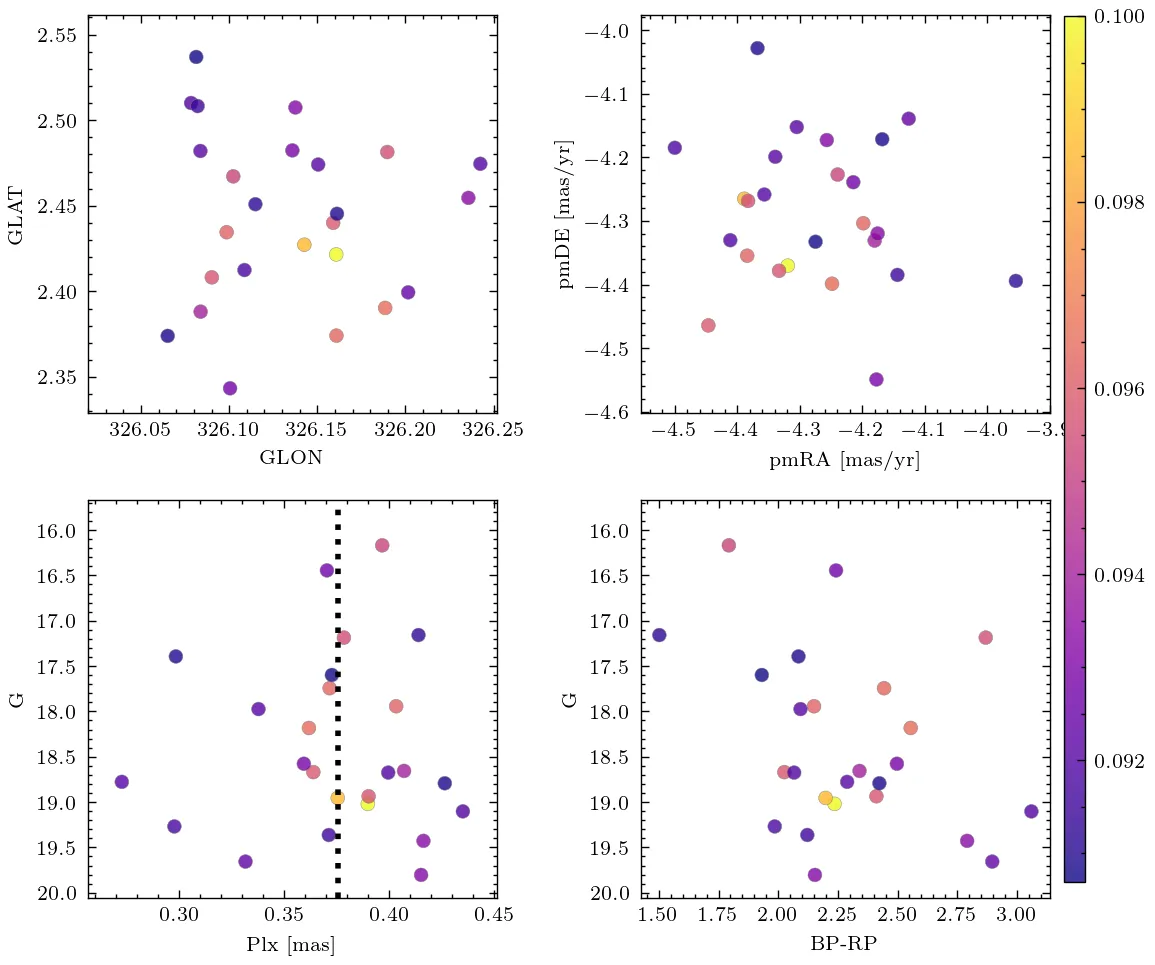 2.55
2.50
2.45
2.40
2.35
GLAT
326.05 326.10 326.15 326.20 326.25
GLON
−4.0
−4.1
−4.2
−4.3
−4.4
−4.5
−4.6
pmDE [mas/yr]
−4.5 −4.4 −4.3 −4.2 −4.1 −4.0 −3.9
pmRA [mas/yr]
0.100
0.098
0.096
0.094
0.092
16.0
16.5
17.0
17.5
18.0
18.5
19.0
19.5
20.0
G
0.30 0.35 0.40 0.45
Plx [mas]
16.0
16.5
17.0
17.5
18.0
18.5
19.0
19.5
20.0
G
1.50 1.75 2.00 2.25 2.50 2.75 3.00
BP-RP